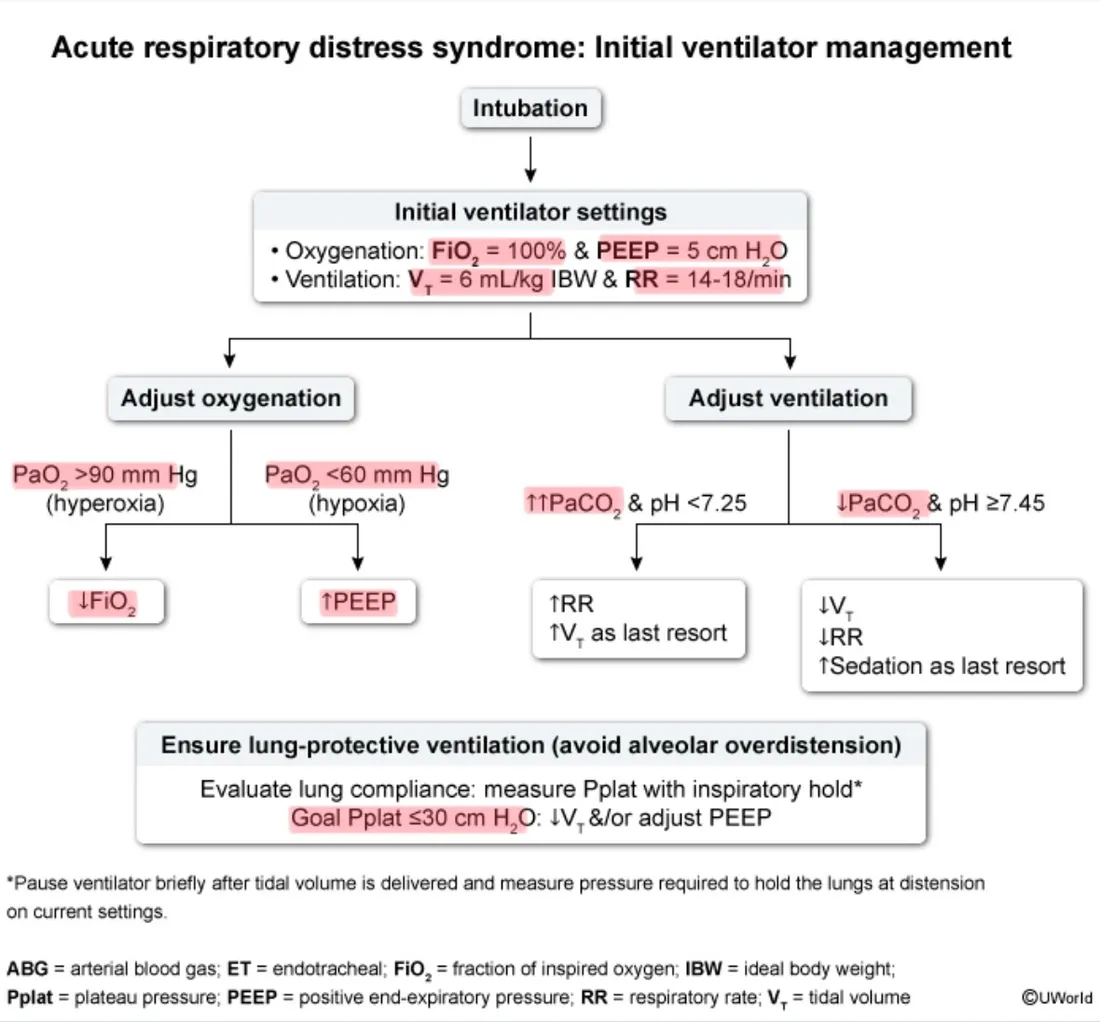 Acute respiratory distress syndrome: Initial ventilator management
Intubation
Initial ventilator settings
• Oxygenation: FiO₂ = 100% & PEEP = 5 cm H₂O
• Ventilation: V_T = 6 mL/kg IBW & RR = 14-18/min
Adjust oxygenation
PaO₂ >90 mm Hg
(hyperoxia)
PaO₂ <60 mm Hg
(hypoxia)
↓FiO₂
↑PEEP
Adjust ventilation
↑↑PaCO₂ & pH <7.25
↓PaCO₂ & pH ≥7.45
↑RR
↑V_T as last resort
↓V_T
↓RR
↑Sedation as last resort
Ensure lung-protective ventilation (avoid alveolar overdistension)
Evaluate lung compliance: measure Pplat with inspiratory hold*
Goal Pplat ≤30 cm H₂O: ↓V_T &/or adjust PEEP
*Pause ventilator briefly after tidal volume is delivered and measure pressure required to hold the lungs at distension
on current settings.
ABG = arterial blood gas; ET = endotracheal; FiO₂ = fraction of inspired oxygen; IBW = ideal body weight;
Pplat = plateau pressure; PEEP = positive end-expiratory pressure; RR = respiratory rate; V_T = tidal volume
©UWorld